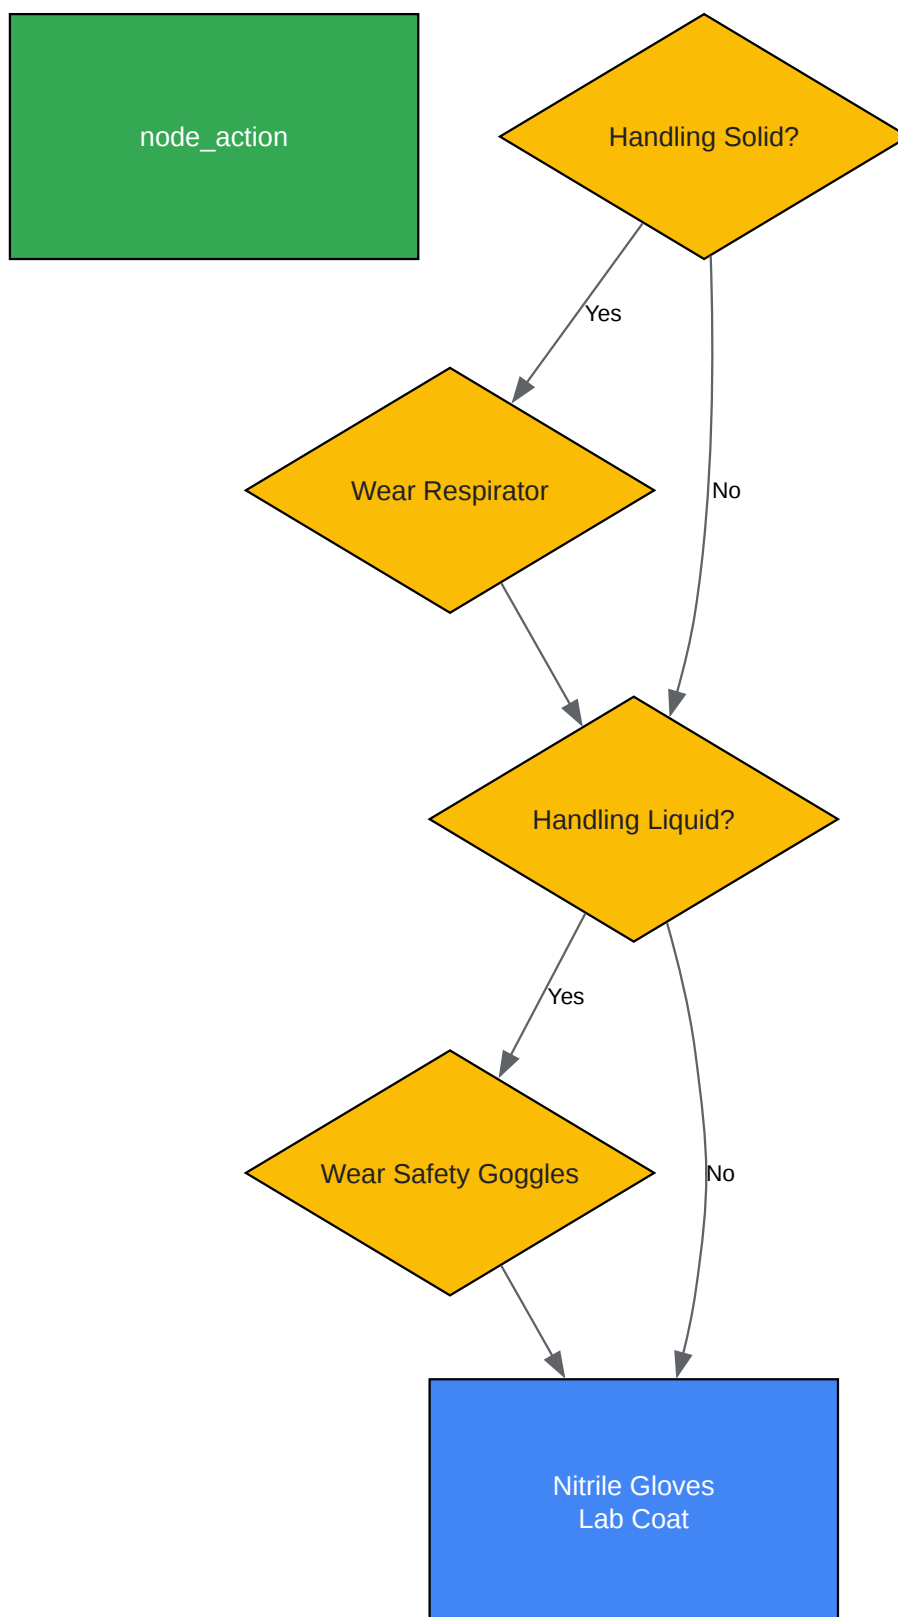 node_action
Handling Solid?
Yes
Wear Respirator
No
Handling Liquid?
Yes
Wear Safety Goggles
No
Nitrile Gloves
Lab Coat